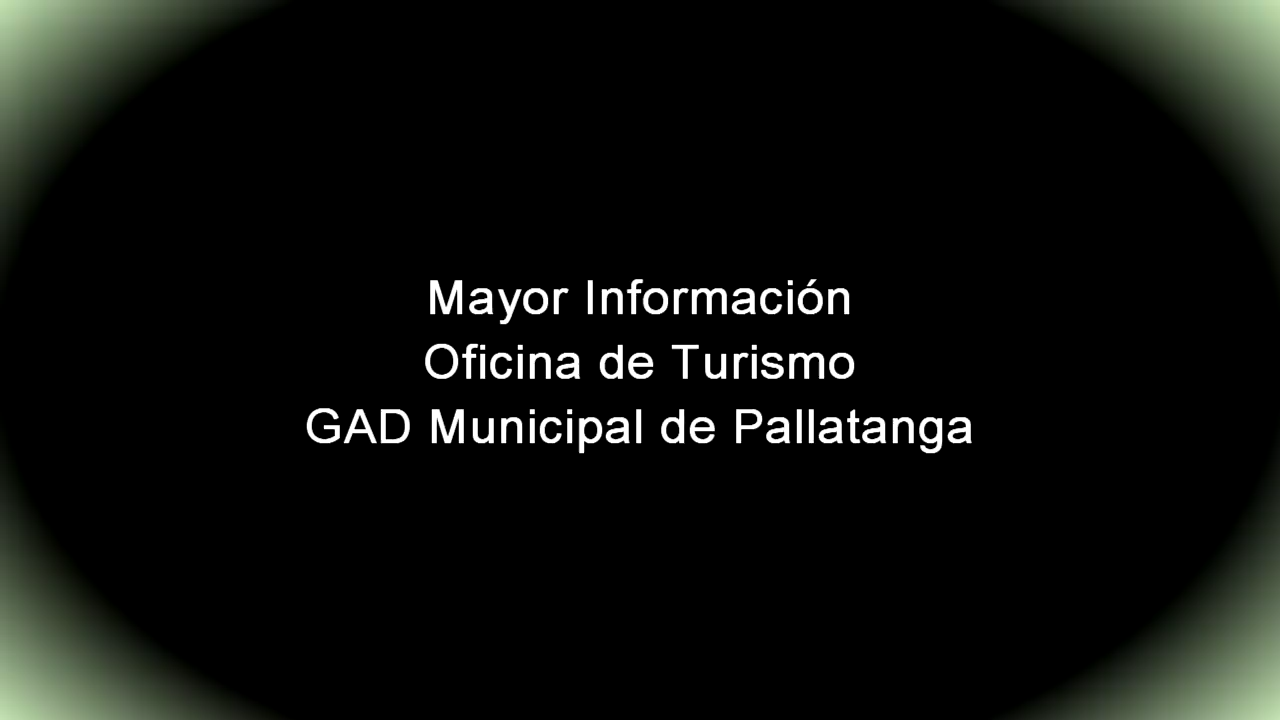 Mayor Información
Oficina de Turismo
GAD Municipal de Pallatanga